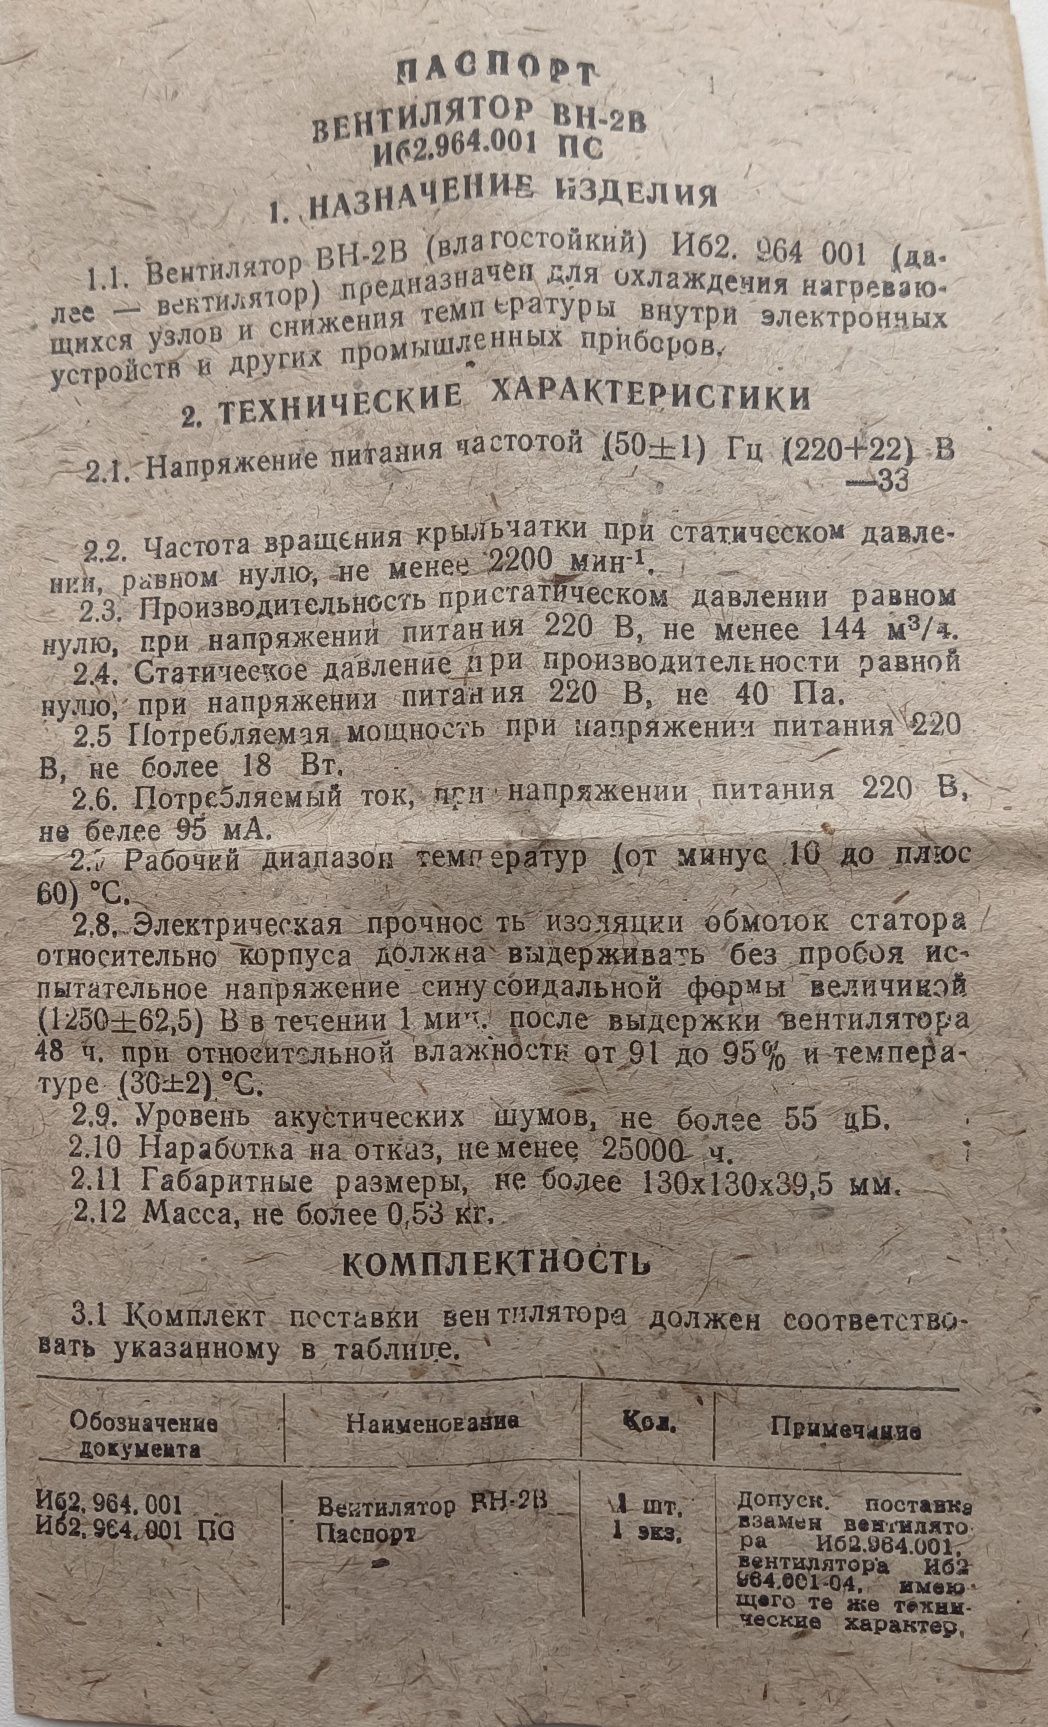 ПАСПОРТ
ВЕНТИЛЯТОР ВН-2В
Иб2.964.001 ПС
1. НАЗНАЧЕНИЕ ИЗДЕЛИЯ
1.1. Вентилятор ВН-2В (влагостойкий) Иб2. 964 001 (да-
лее — вентилятор) предназначен для охлаждения нагреваю-
щихся узлов и снижения температуры внутри электронных
устройств и других промышленных приборов.
2. ТЕХНИЧЕСКИЕ ХАРАКТЕРИСТИКИ
2.1. Напряжение питания частотой (50±1) Гц (220+22) В
—33
2.2. Частота вращения крыльчатки при статическом давле-
нии, равном нулю, не менее 2200 мин⁻¹.
2.3. Производительность пристатическом давлении равном
нулю, при напряжении питания 220 В, не менее 144 м³/ч.
2.4. Статическое давление при производительности равной
нулю, при напряжении питания 220 В, не 40 Па.
2.5 Потребляемая мощность при напряжении питания 220
В, не более 18 Вт.
2.6. Потребляемый ток, при напряжении питания 220 В,
не белее 95 мА.
2.7 Рабочий диапазон температур (от минус 10 до плюс
60) °С.
2.8. Электрическая прочность изоляции обмоток статора
относительно корпуса должна выдерживать без пробоя ис-
пытательное напряжение синусоидальной формы величиной
(1250±62,5) В в течении 1 мин. после выдержки вентилятора
48 ч. при относительной влажности от 91 до 95% и темпера-
туре (30±2) °С.
2.9. Уровень акустических шумов, не более 55 дБ.
2.10 Наработка на отказ, не менее 25000 ч.
2.11 Габаритные размеры, не более 130х130х39,5 мм.
2.12 Масса, не более 0,53 кг.
КОМПЛЕКТНОСТЬ
3.1 Комплект поставки вентилятора должен соответство-
вать указанному в таблице.
Обозначение документа Наименование Кол. Примечание
Иб2. 964. 001 Вентилятор ВН-2В 1 шт.
Иб2. 964. 001 ПС Паспорт 1 экз.
Допуск. поставка
взамен вентилято-
ра Иб2.964.001,
вентилятора Иб2
964.001-04, имею-
щего те же техни-
ческие характер.